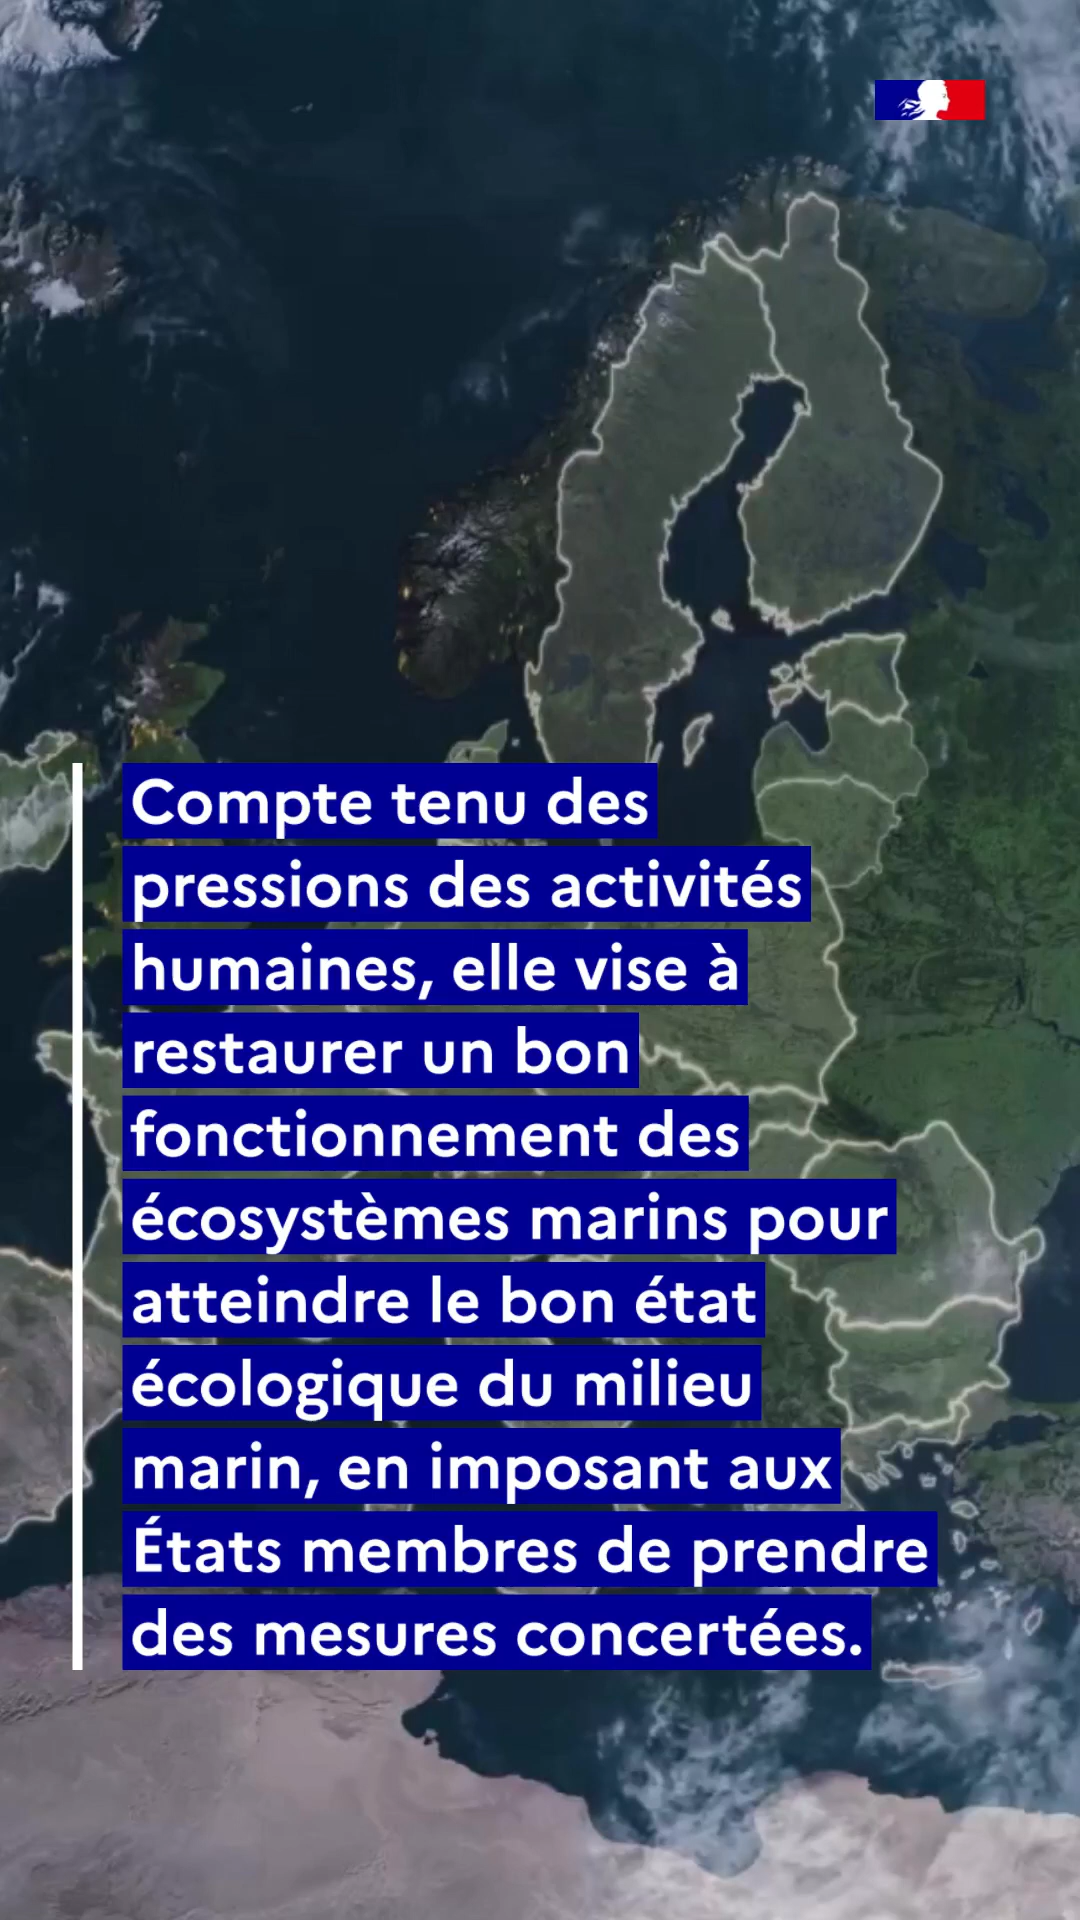 Compte tenu des
pressions des activités
humaines, elle vise à
restaurer un bon
fonctionnement des
écosystèmes marins pour
atteindre le bon état
écologique du milieu
marin, en imposant aux
États membres de prendre
des mesures concertées.